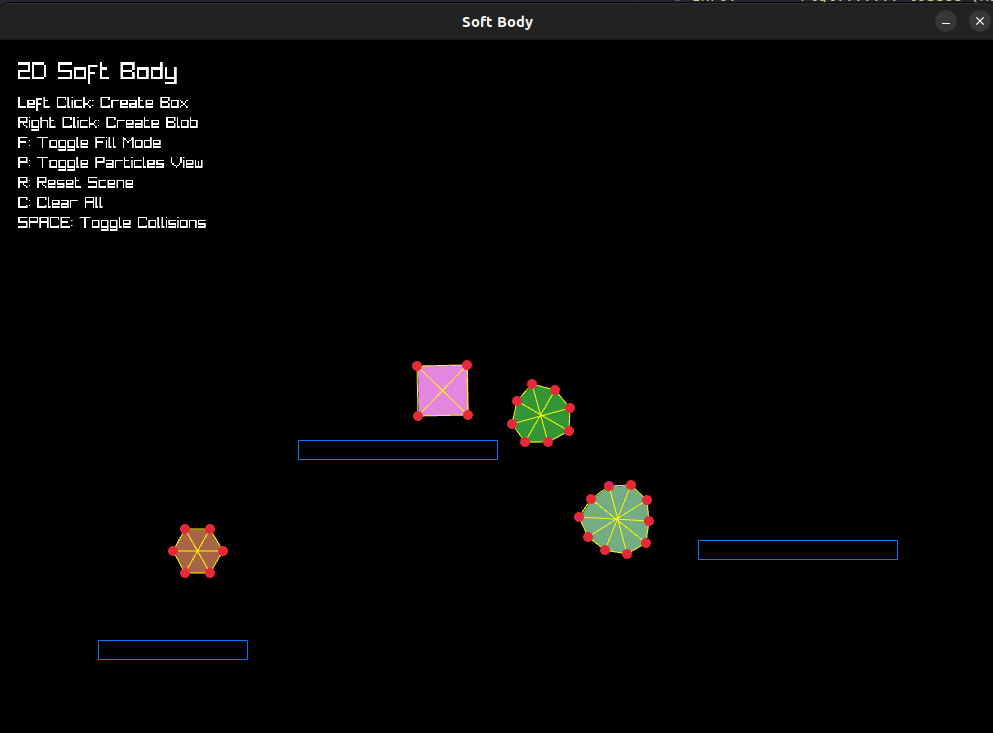 Soft Body
2D Soft Body
Left Click: Create Box
Right Click: Create Blob
F: Toggle Fill Mode
P: Toggle Particles View
R: Reset Scene
C: Clear All
SPACE: Toggle Collisions